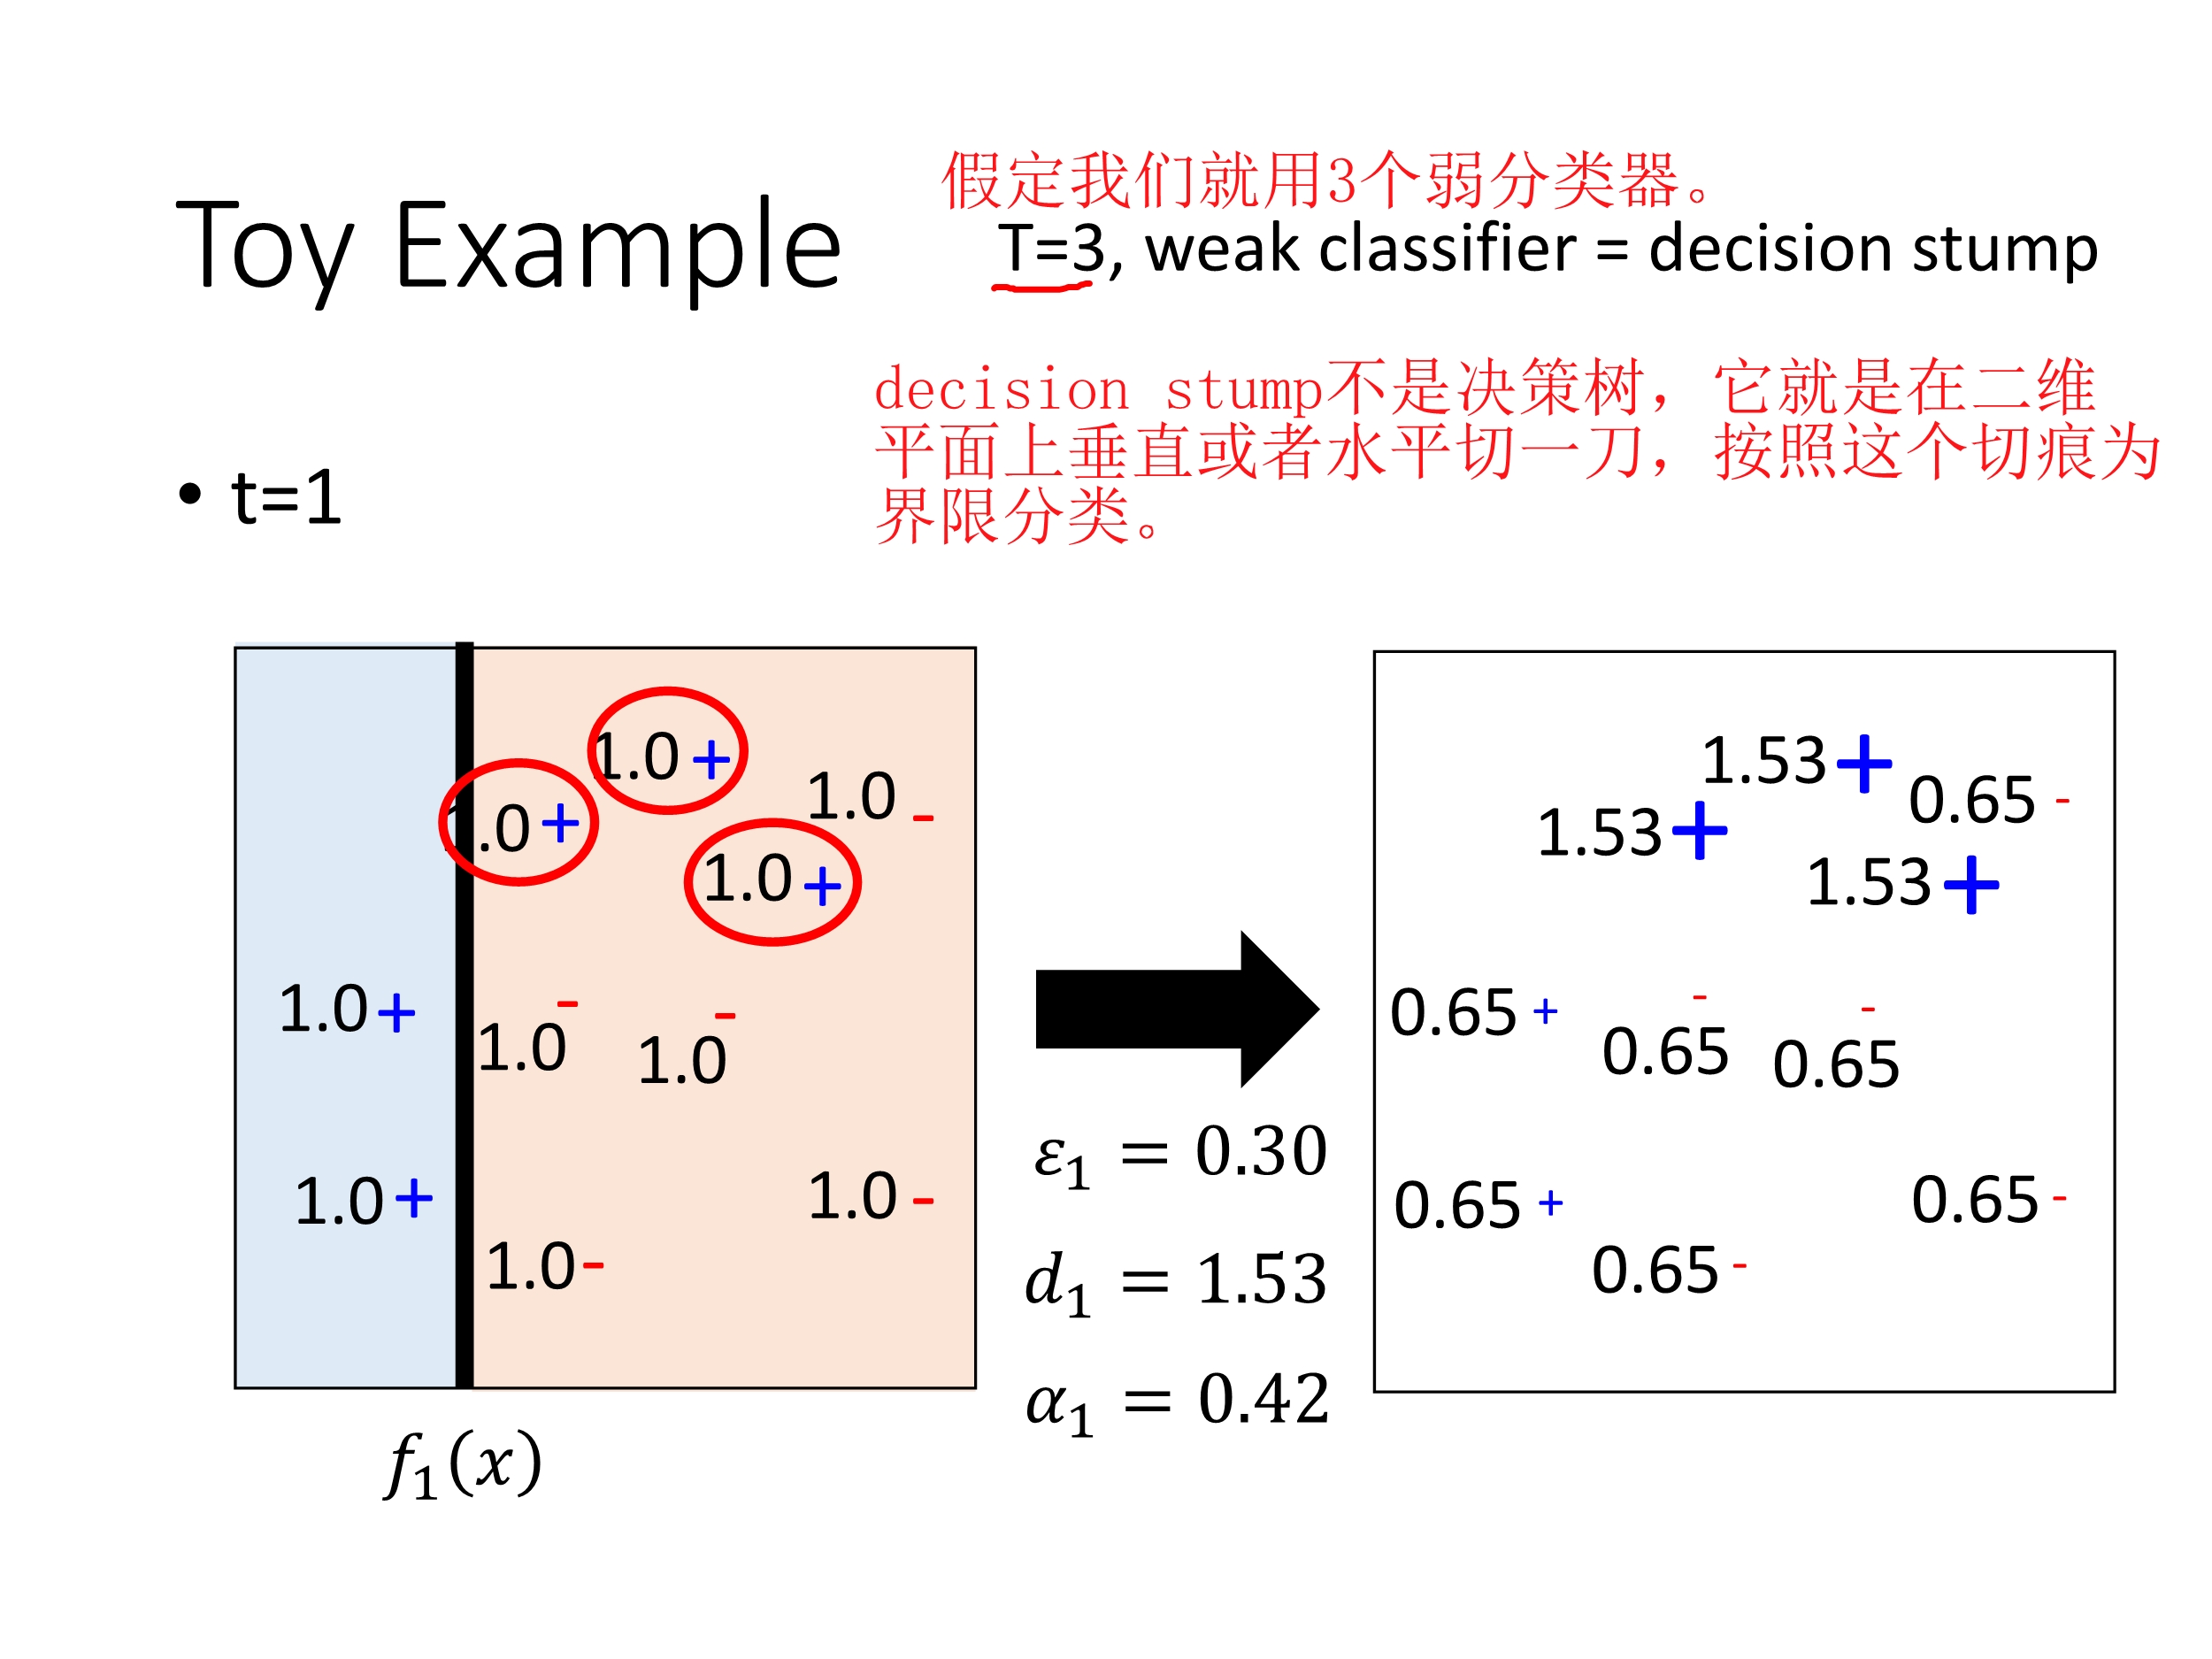 假定我们就用3个弱分类器。
Toy Example
T=3, weak classifier = decision stump
decision stump不是决策树，它就是在二维
平面上垂直或者水平切一刀，按照这个切痕为
界限分类。
• t=1
1.0 +
1.0 +
1.0 -
1.0 +
1.0 +
1.0 -
1.0 -
1.0 +
1.0 -
1.0 -
f₁(x)
ε₁ = 0.30
d₁ = 1.53
α₁ = 0.42
1.53 +
0.65 -
1.53 +
1.53 +
0.65 +
0.65 -
0.65 -
0.65 +
0.65 -
0.65 -